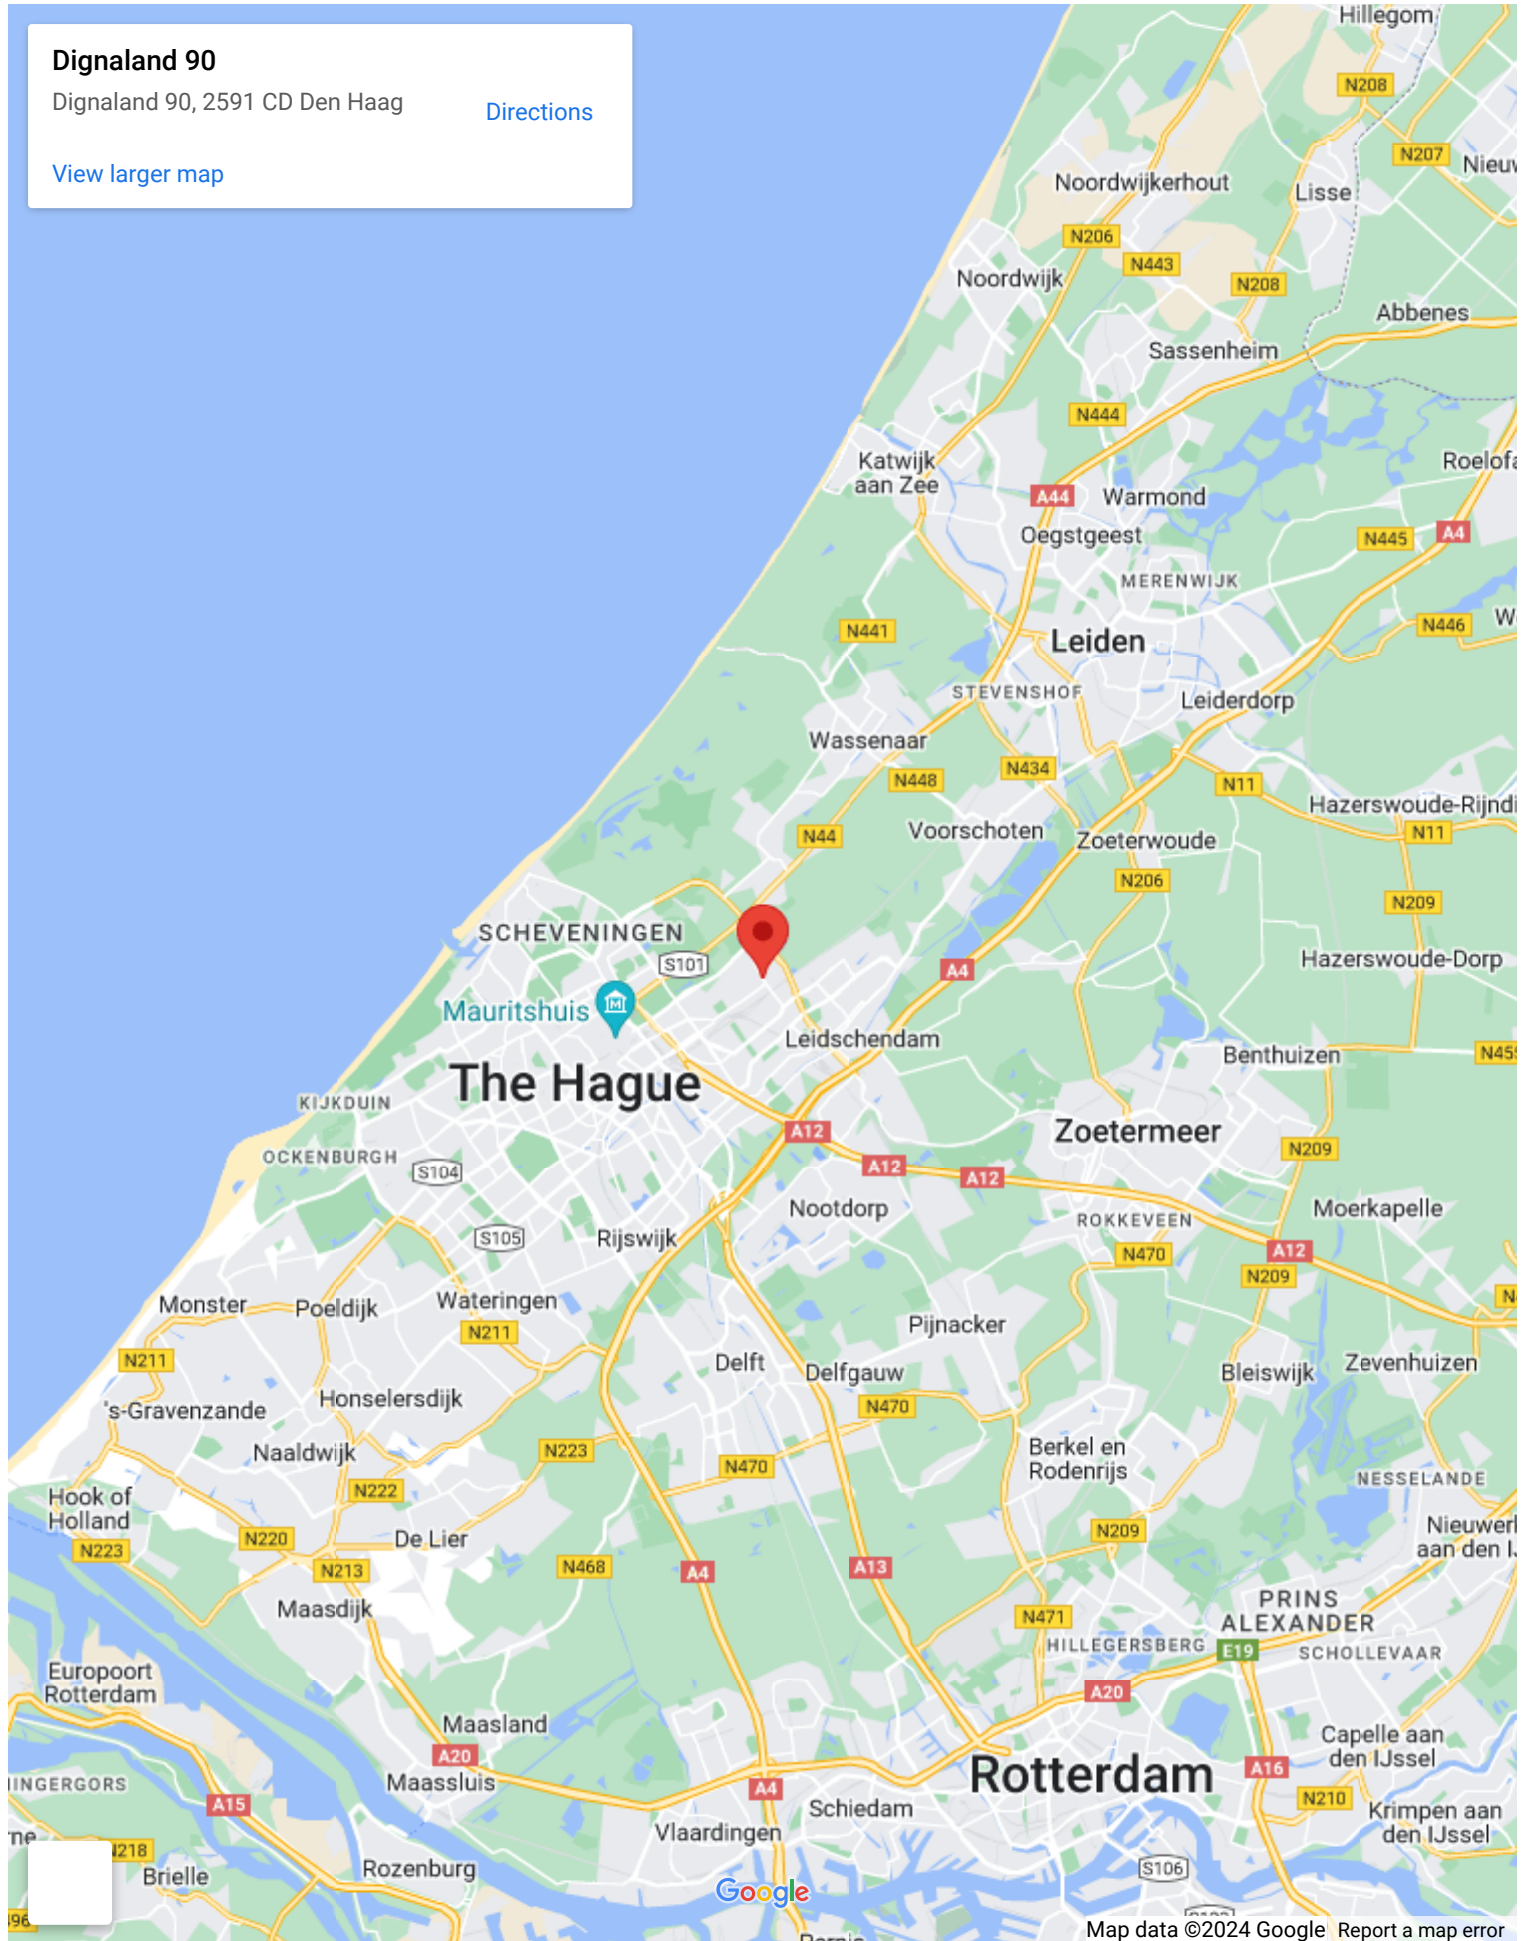 Dignaland 90
Dignaland 90, 2591 CD Den Haag
Directions
View larger map
Hillegom
N208
N207
Noordwijkerhout
Lisse
N206
N443
Noordwijk
N208
Abbenes
Sassenheim
N444
Katwijk
aan Zee
A44
Warmond
Oegstgeest
N445
A4
MERENWIJK
N441
N446
Leiden
STEVENSHOF
Leiderdorp
Wassenaar
N448
N434
N11
Hazerswoude-Rijndi
N44
Voorschoten
Zoeterwoude
N11
N206
N209
SCHEVENINGEN
S101
A4
Hazerswoude-Dorp
Mauritshuis
Leidschendam
Benthuizen
The Hague
KIJKDUIN
A12
Zoetermeer
N209
OCKENBURGH
S104
A12
A12
Nootdorp
ROKKEVEEN
Moerkapelle
S105
Rijswijk
N470
A12
N209
Monster
Poeldijk
Wateringen
N211
Pijnacker
N211
Delft
Delfgauw
Bleiswijk
Zevenhuizen
's-Gravenzande
Honselersdijk
N470
Naaldwijk
N223
N470
Berkel en
Rodenrijs
NESSELANDE
N222
Hook of
Holland
N220
De Lier
N209
N223
N213
N468
A4
A13
Maasdijk
PRINS
ALEXANDER
N471
HILLEGERSBERG
E19
SCHOLLEVAAR
Europoort
Rotterdam
A20
Maasland
A20
Maassluis
Rotterdam
A16
Capelle aan
den IJssel
A15
A4
Schiedam
N210
Krimpen aan
den IJssel
Vlaardingen
N218
Brielle
Rozenburg
S106
Google
Map data ©2024 Google
Report a map error